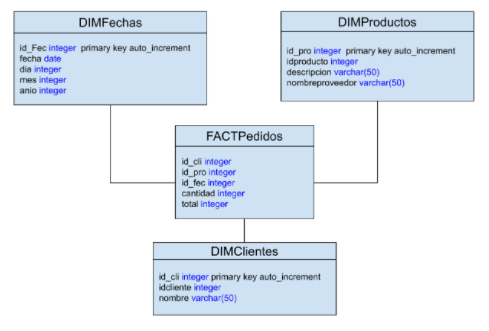 DIMFechas
id_Fec integer primary key auto_increment
fecha date
dia integer
mes integer
anio integer
DIMProductos
id_pro integer primary key auto_increment
idproducto integer
descripcion varchar(50)
nombreproveedor varchar(50)
FACTPedidos
id_cli integer
id_pro integer
id_fec integer
cantidad integer
total integer
DIMClientes
id_cli integer primary key auto_increment
idcliente integer
nombre varchar(50)